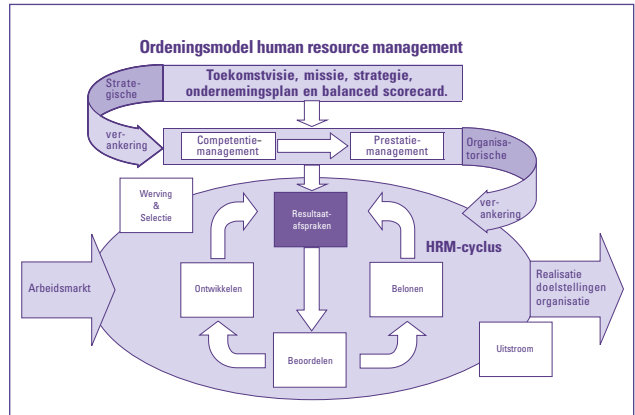 Ordeningsmodel human resource management
Strate-
gische
ver-
ankering
Toekomstvisie, missie, strategie,
ondernemingsplan en balanced scorecard.
Competentie-
management
Prestatie-
management
Organisa-
torische
ver-
ankering
Werving
&
Selectie
Resultaat-
afspraken
HRM-cyclus
Arbeidsmarkt
Ontwikkelen
Belonen
Realisatie
doelstellingen
organisatie
Beoordelen
Uitstroom